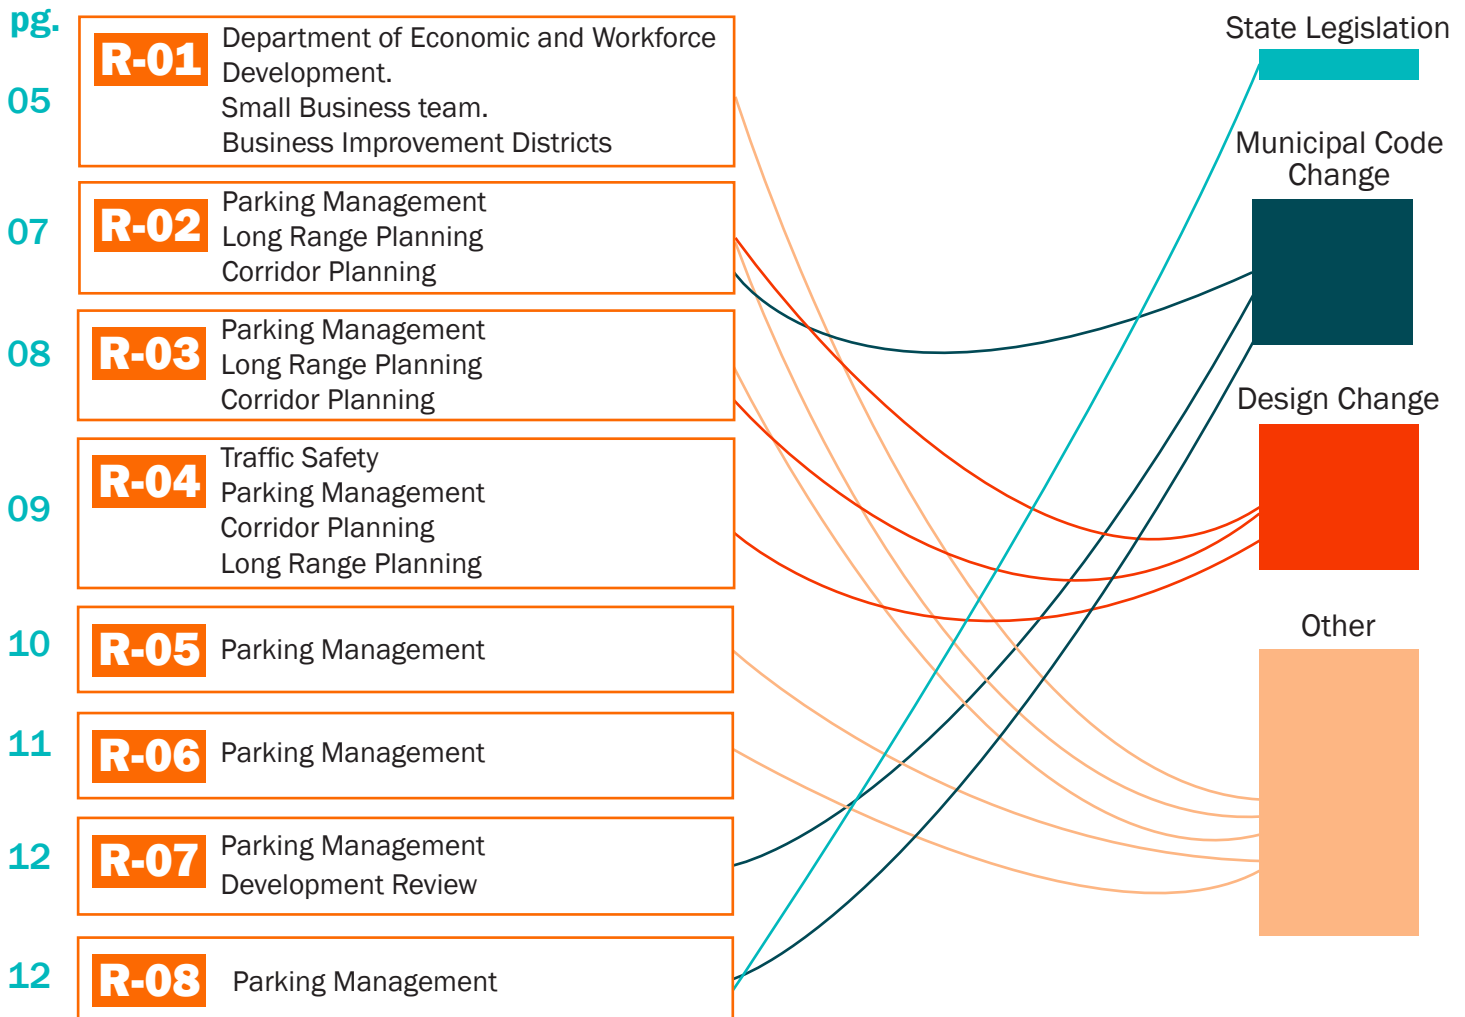 pg.
05
R-01
Department of Economic and Workforce
Development.
Small Business team.
Business Improvement Districts
07
R-02
Parking Management
Long Range Planning
Corridor Planning
08
R-03
Parking Management
Long Range Planning
Corridor Planning
09
R-04
Traffic Safety
Parking Management
Corridor Planning
Long Range Planning
10
R-05
Parking Management
11
R-06
Parking Management
12
R-07
Parking Management
Development Review
12
R-08
Parking Management
State Legislation
Municipal Code
Change
Design Change
Other